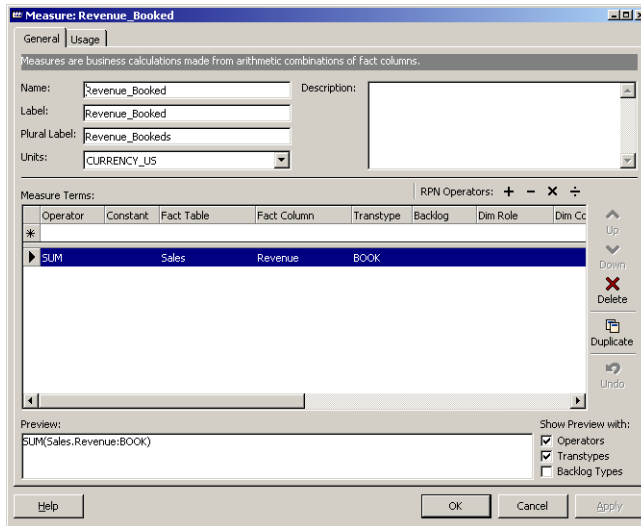 Measure: Revenue_Booked
General Usage
Measures are business calculations made from arithmetic combinations of fact columns.
Name: Revenue_Booked Description:
Label: Revenue_Booked
Plural Label: Revenue_Bookeds
Units: CURRENCY_US
Measure Terms: RPN Operators: + − × ÷
Operator Constant Fact Table Fact Column Transtype Backlog Dim Role Dim Cc
SUM Sales Revenue BOOK
Up
Down
Delete
Duplicate
Undo
Preview: Show Preview with:
SUM(Sales.Revenue:BOOK) Operators
Transtypes
Backlog Types
Help OK Cancel Apply